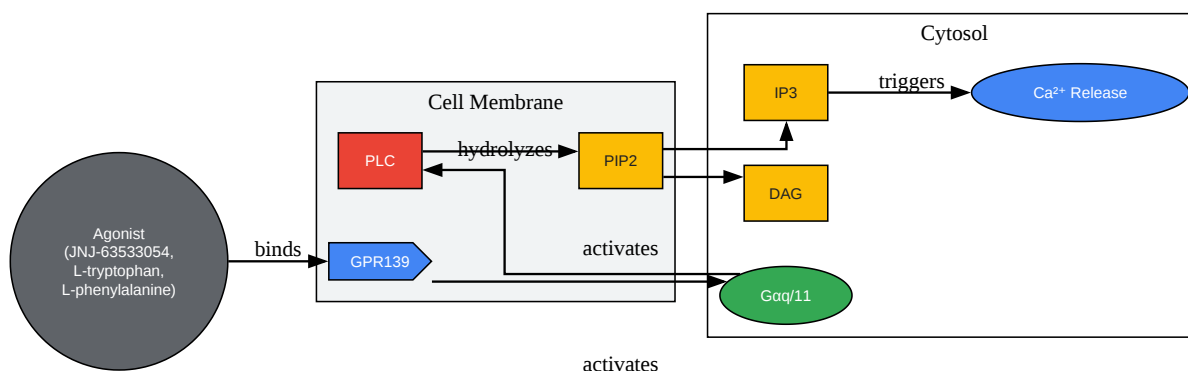 Cytosol
IP3
triggers
Ca²⁺ Release
Cell Membrane
PLC
hydrolyzes
PIP2
DAG
Agonist
(JNJ-63533054,
L-tryptophan,
L-phenylalanine)
binds
GPR139
activates
Gαq/11
activates